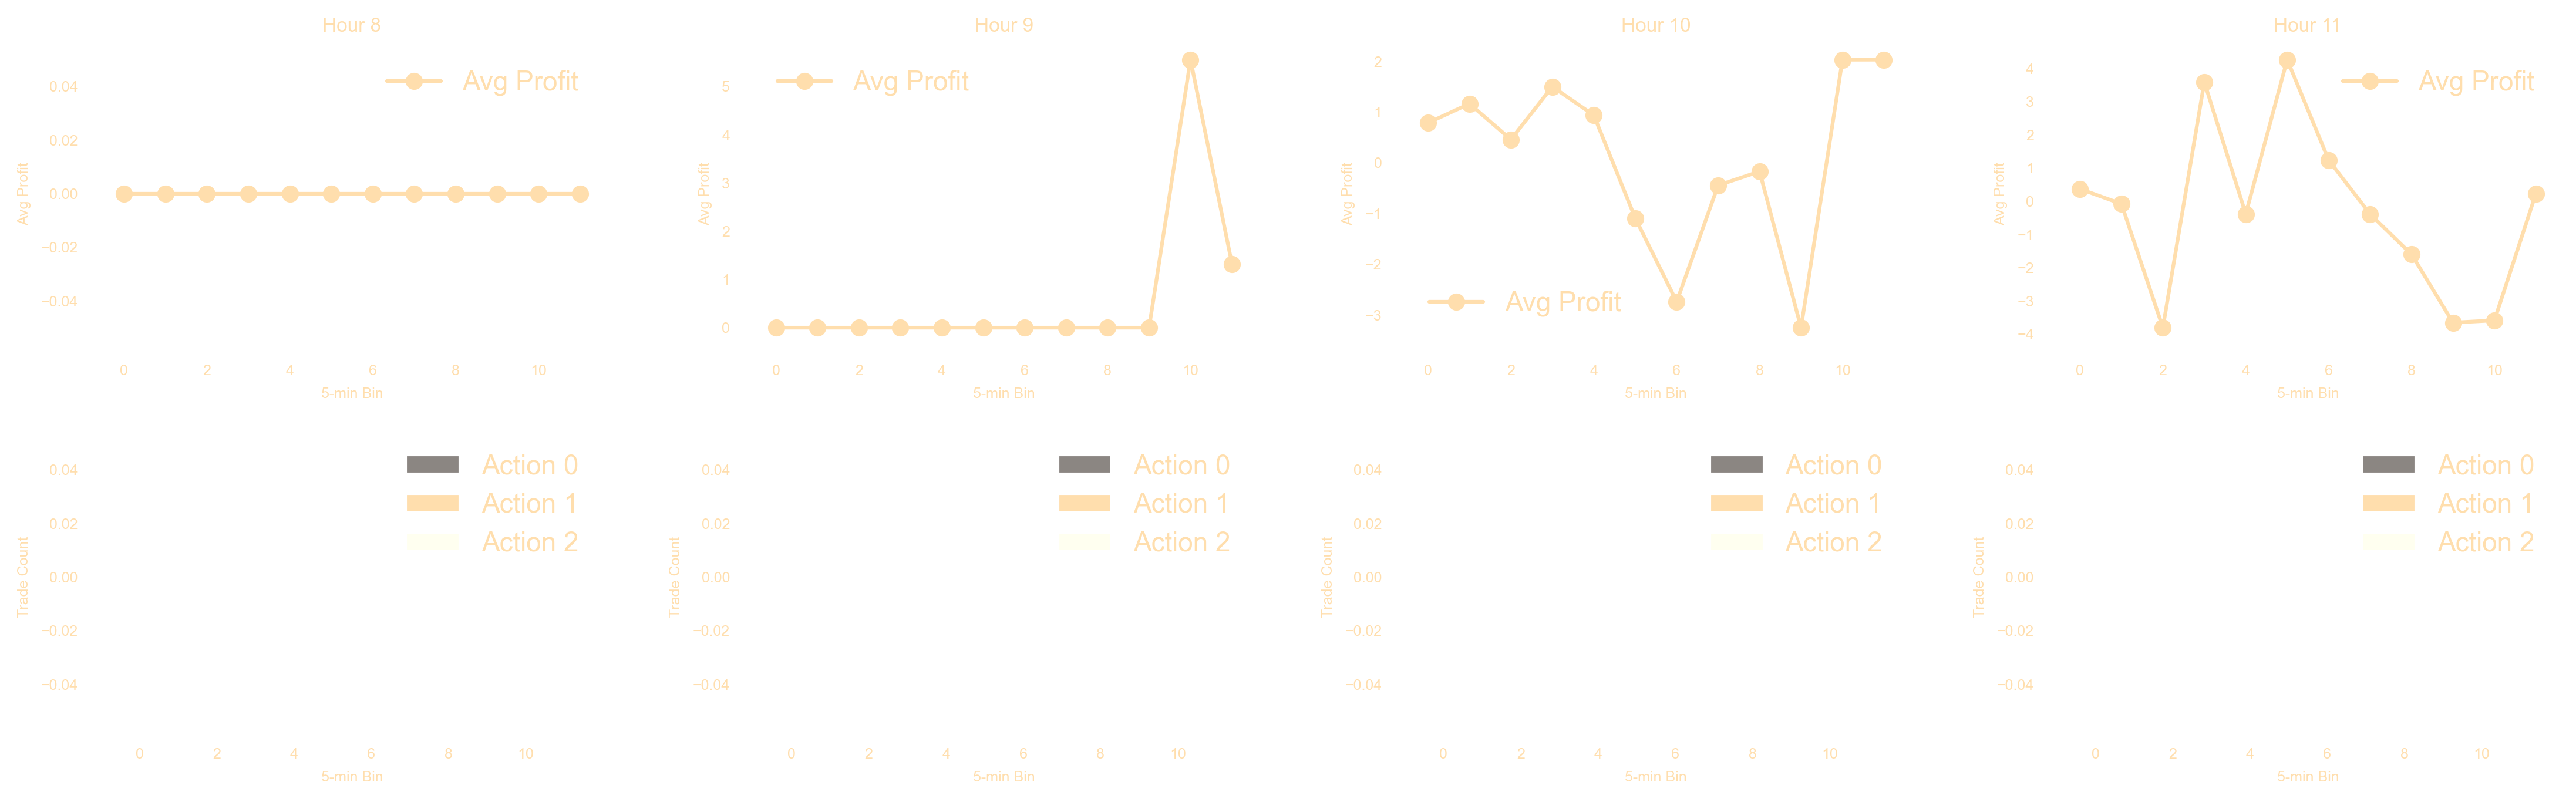 Hour 8
Avg Profit
0.04
0.02
0.00
−0.02
−0.04
Avg Profit
0 2 4 6 8 10
5-min Bin
Hour 9
Avg Profit
5
4
3
2
1
0
Avg Profit
0 2 4 6 8 10
5-min Bin
Hour 10
2
1
0
−1
−2
−3
Avg Profit
Avg Profit
0 2 4 6 8 10
5-min Bin
Hour 11
Avg Profit
4
3
2
1
0
−1
−2
−3
−4
Avg Profit
0 2 4 6 8 10
5-min Bin
Action 0
Action 1
Action 2
0.04
0.02
0.00
−0.02
−0.04
Trade Count
0 2 4 6 8 10
5-min Bin
Action 0
Action 1
Action 2
0.04
0.02
0.00
−0.02
−0.04
Trade Count
0 2 4 6 8 10
5-min Bin
Action 0
Action 1
Action 2
0.04
0.02
0.00
−0.02
−0.04
Trade Count
0 2 4 6 8 10
5-min Bin
Action 0
Action 1
Action 2
0.04
0.02
0.00
−0.02
−0.04
Trade Count
0 2 4 6 8 10
5-min Bin